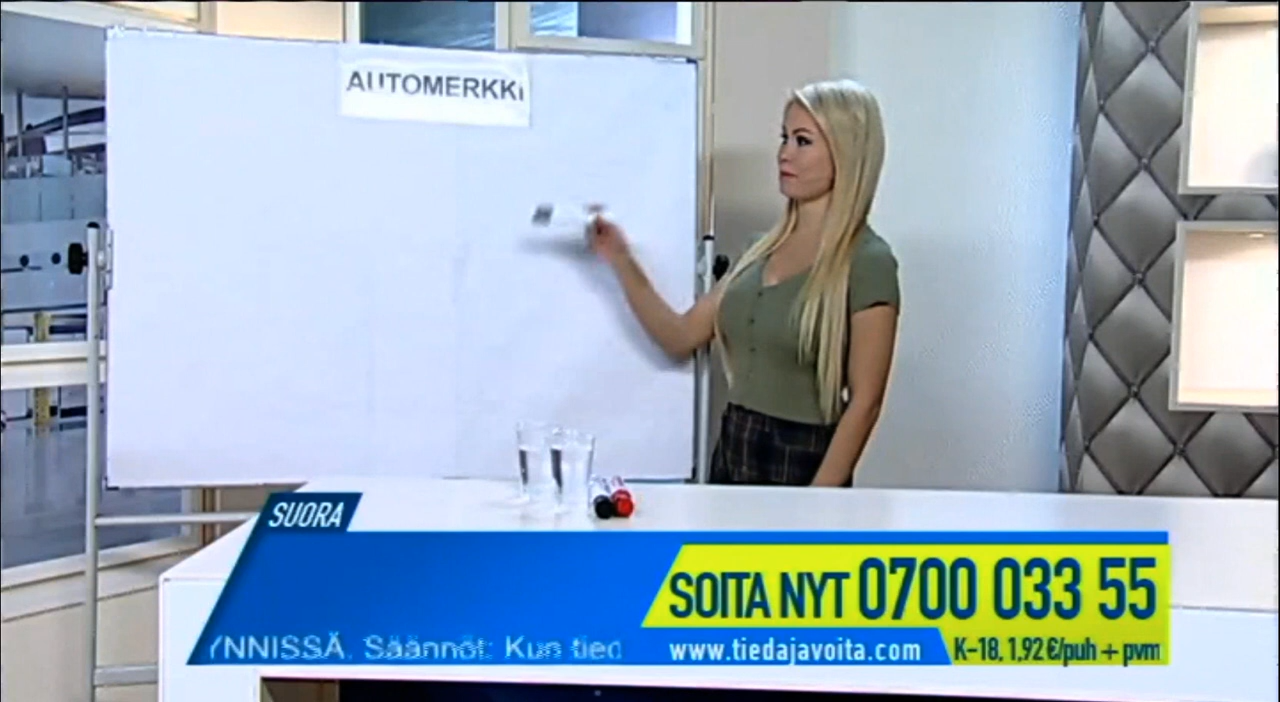 AUTOMERKKI
SUORA
SOITA NYT 0700 033 55
YNNISSÄ. Säännöt: Kun tied
www.tiedajavoita.com
K-18, 1,92 €/puh + pvm